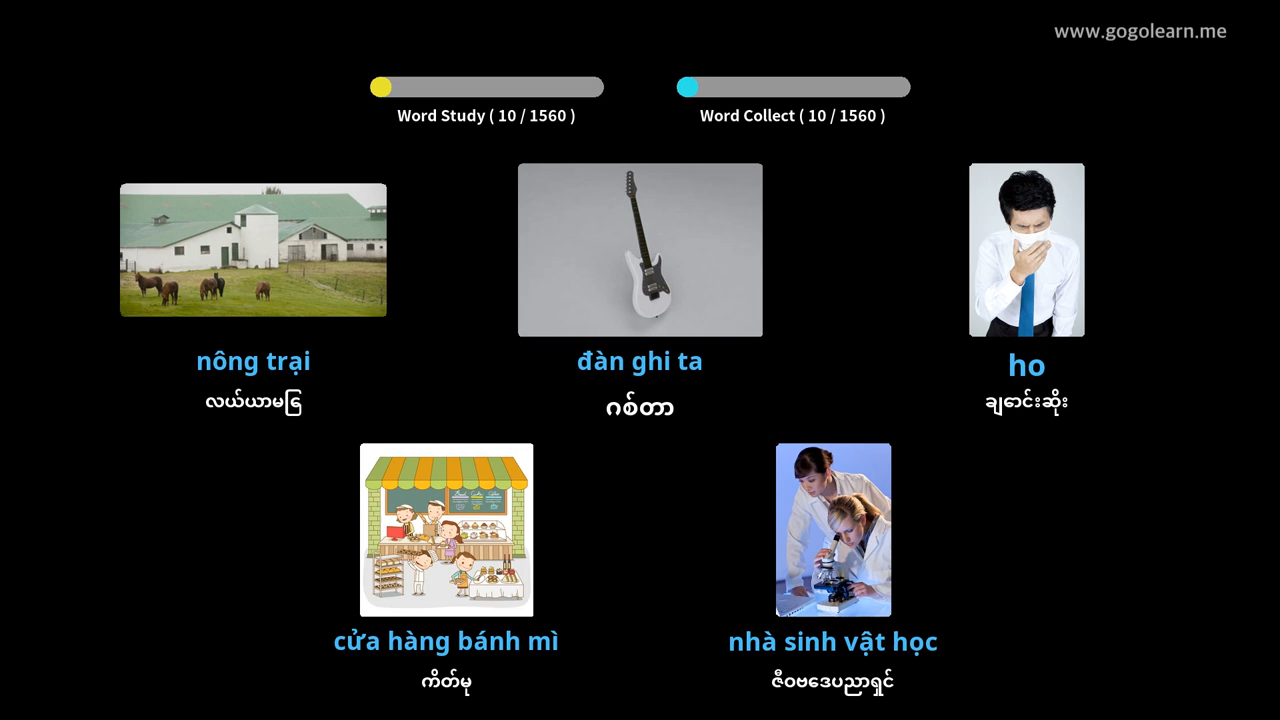 www.gogolearn.me
Word Study ( 10 / 1560 )
Word Collect ( 10 / 1560 )
nông trại
လယ်ယာမြေ
đàn ghi ta
ဂစ်တာ
ho
ချောင်းဆိုး
cửa hàng bánh mì
ကိတ်မု
nhà sinh vật học
ဇီဝဗေဒပညာရှင်